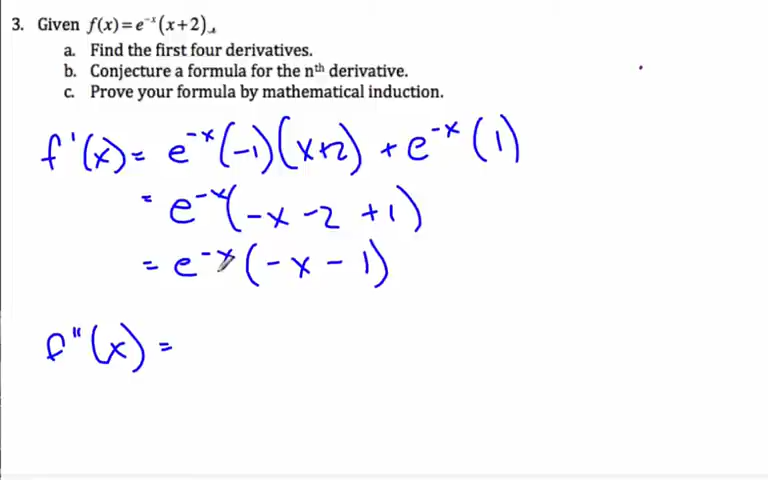 3. Given f(x)=e⁻ˣ(x+2).
a. Find the first four derivatives.
b. Conjecture a formula for the nᵗʰ derivative.
c. Prove your formula by mathematical induction.
f'(x) = e⁻ˣ(-1)(x+2) + e⁻ˣ(1)
= e⁻ˣ(-x -2 +1)
= e⁻ˣ(-x - 1)
f"(x) =